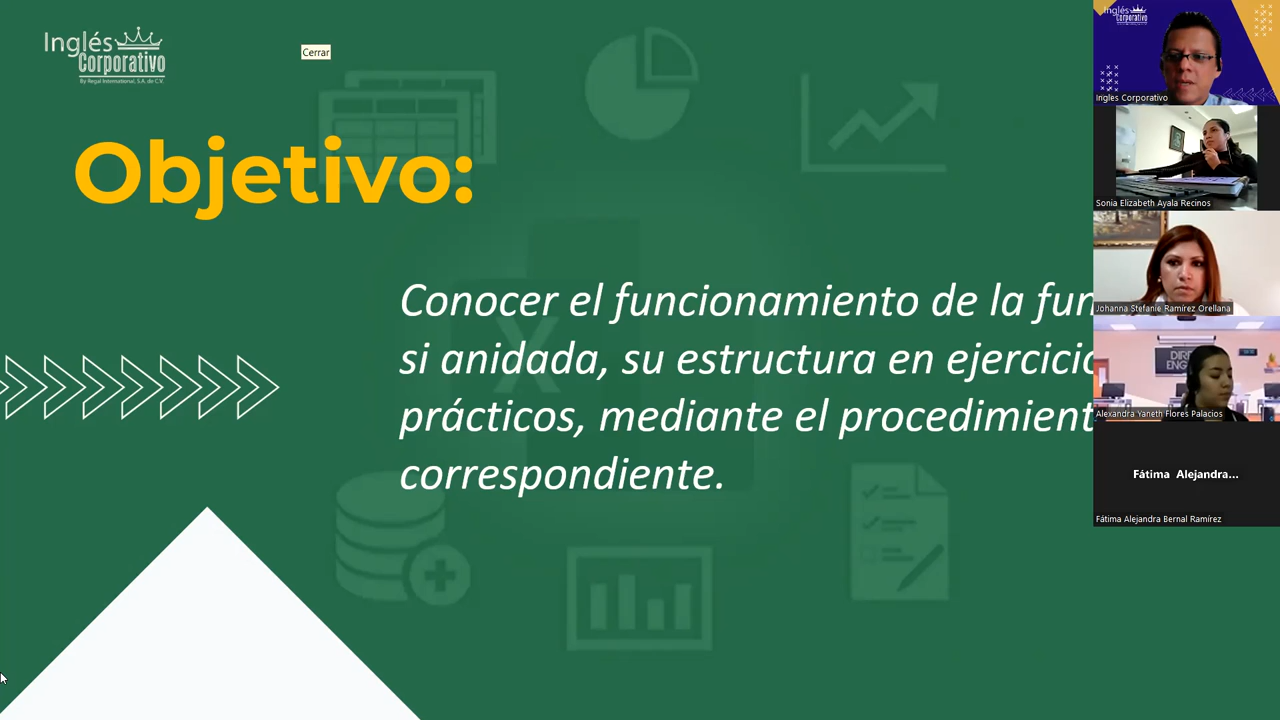 Inglés
Corporativo
By Regal International, S.A. de C.V.
Cerrar
Objetivo:
Conocer el funcionamiento de la fun
si anidada, su estructura en ejercicio
prácticos, mediante el procedimient
correspondiente.
Inglés
Corporativo
Ingles Corporativo
Sonia Elizabeth Ayala Recinos
Johanna Stefanie Ramírez Orellana
Alexandra Yaneth Flores Palacios
Fátima Alejandra...
Fátima Alejandra Bernal Ramírez